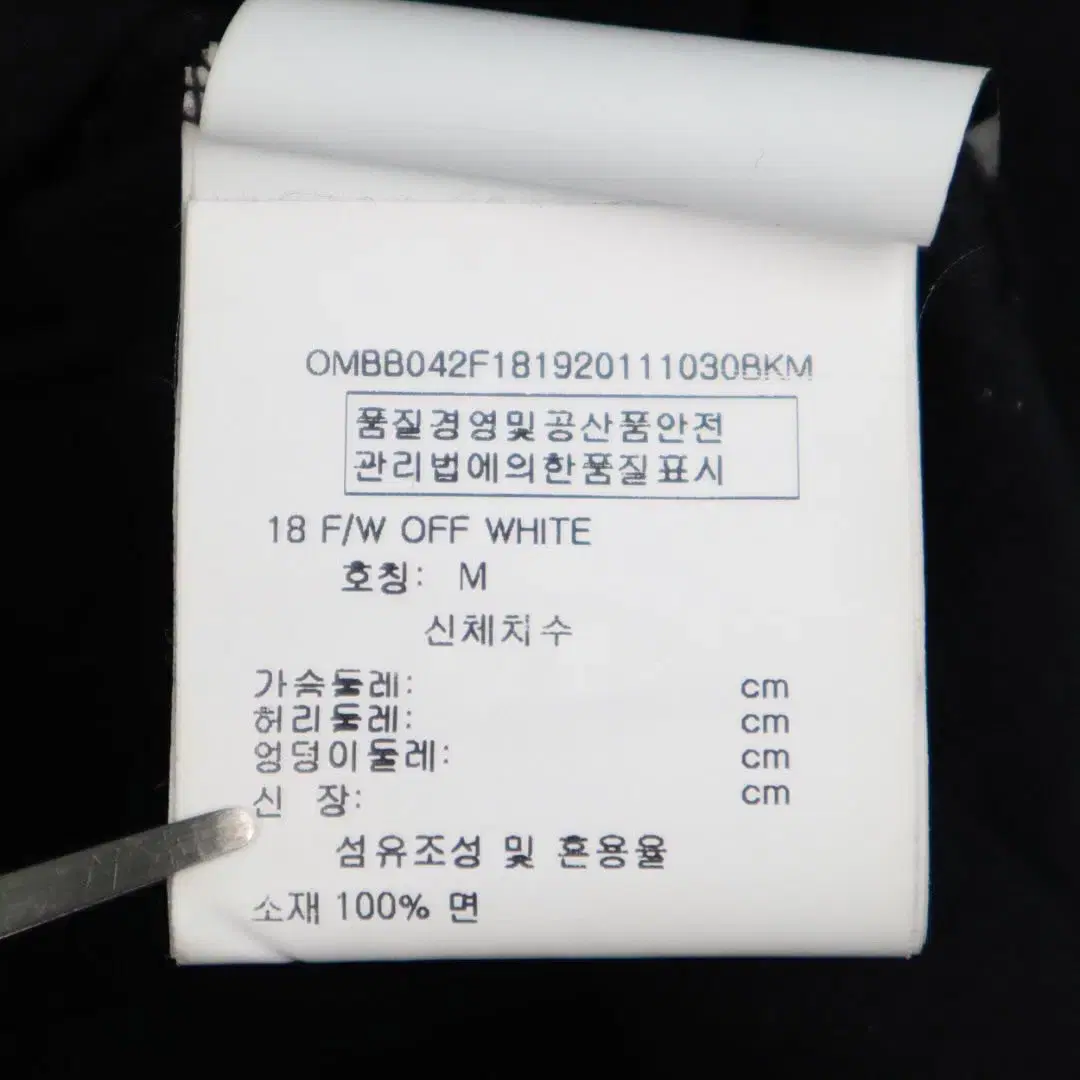 OMBB042F181920111030BKM
품질경영및공산품안전
관리법에의한품질표시
18 F/W OFF WHITE
호칭: M
신체치수
가슴둘레: cm
허리둘레: cm
엉덩이둘레: cm
신 장: cm
섬유조성 및 혼용율
소재 100% 면